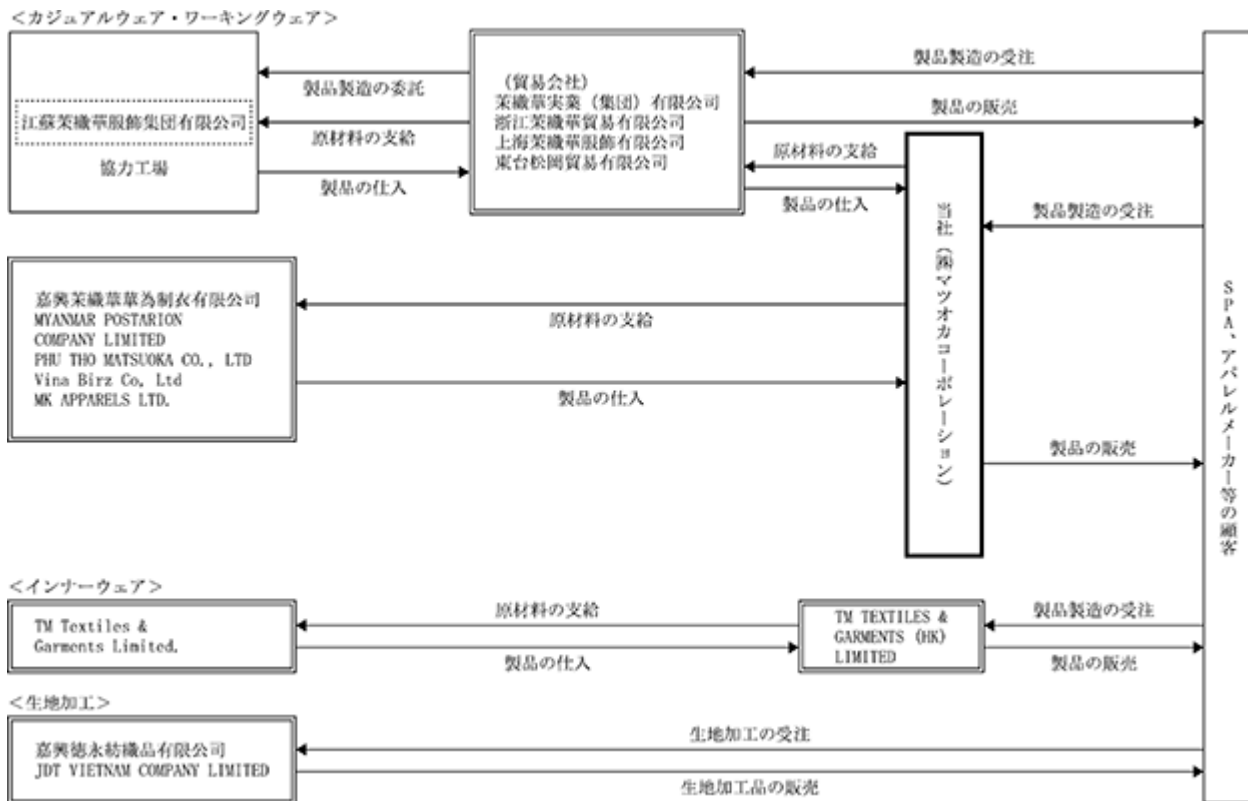 ＜カジュアルウェア・ワーキングウェア＞
江蘇茉織華服飾集団有限公司
協力工場
製品製造の委託
原材料の支給
製品の仕入
(貿易会社)
茉織華実業（集団）有限公司
浙江茉織華貿易有限公司
上海茉織華服飾有限公司
東台松岡貿易有限公司
製品製造の受注
製品の販売
原材料の支給
製品の仕入
製品製造の受注
当社（㈱マツオカコーポレーション）
SPA、アパレルメーカー等の顧客
嘉興茉織華華為制衣有限公司
MYANMAR POSTARION
COMPANY LIMITED
PHU THO MATSUOKA CO., LTD
Vina Birz Co, Ltd
MK APPARELS LTD.
原材料の支給
製品の仕入
製品の販売
＜インナーウェア＞
TM Textiles &
Garments Limited.
原材料の支給
製品の仕入
TM TEXTILES &
GARMENTS (HK)
LIMITED
製品製造の受注
製品の販売
＜生地加工＞
嘉興徳永紡織品有限公司
JDT VIETNAM COMPANY LIMITED
生地加工の受注
生地加工品の販売